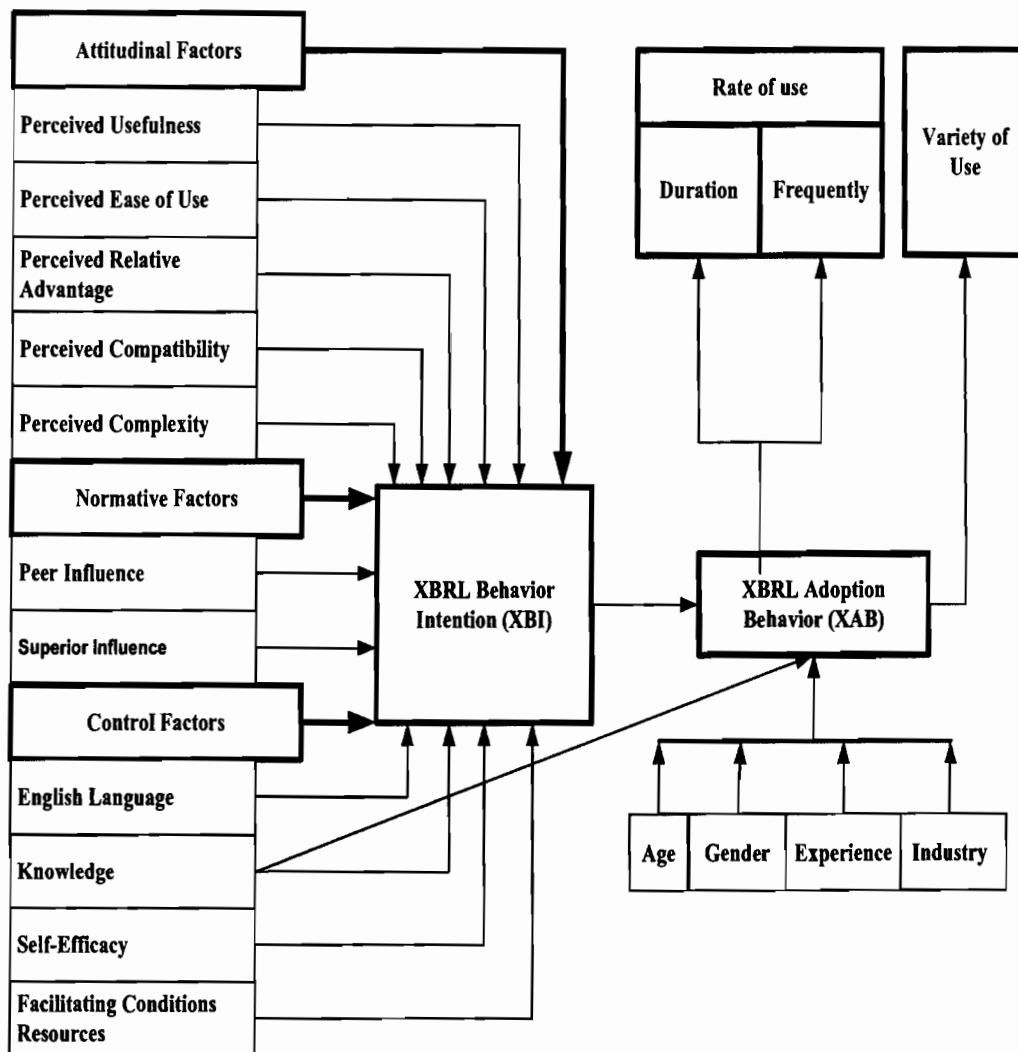 Attitudinal Factors
Perceived Usefulness
Perceived Ease of Use
Perceived Relative
Advantage
Perceived Compatibility
Perceived Complexity
Normative Factors
Peer Influence
Superior Influence
Control Factors
English Language
Knowledge
Self-Efficacy
Facilitating Conditions
Resources
XBRL Behavior
Intention (XBI)
Rate of use
Duration
Frequently
Variety of
Use
XBRL Adoption
Behavior (XAB)
Age
Gender
Experience
Industry